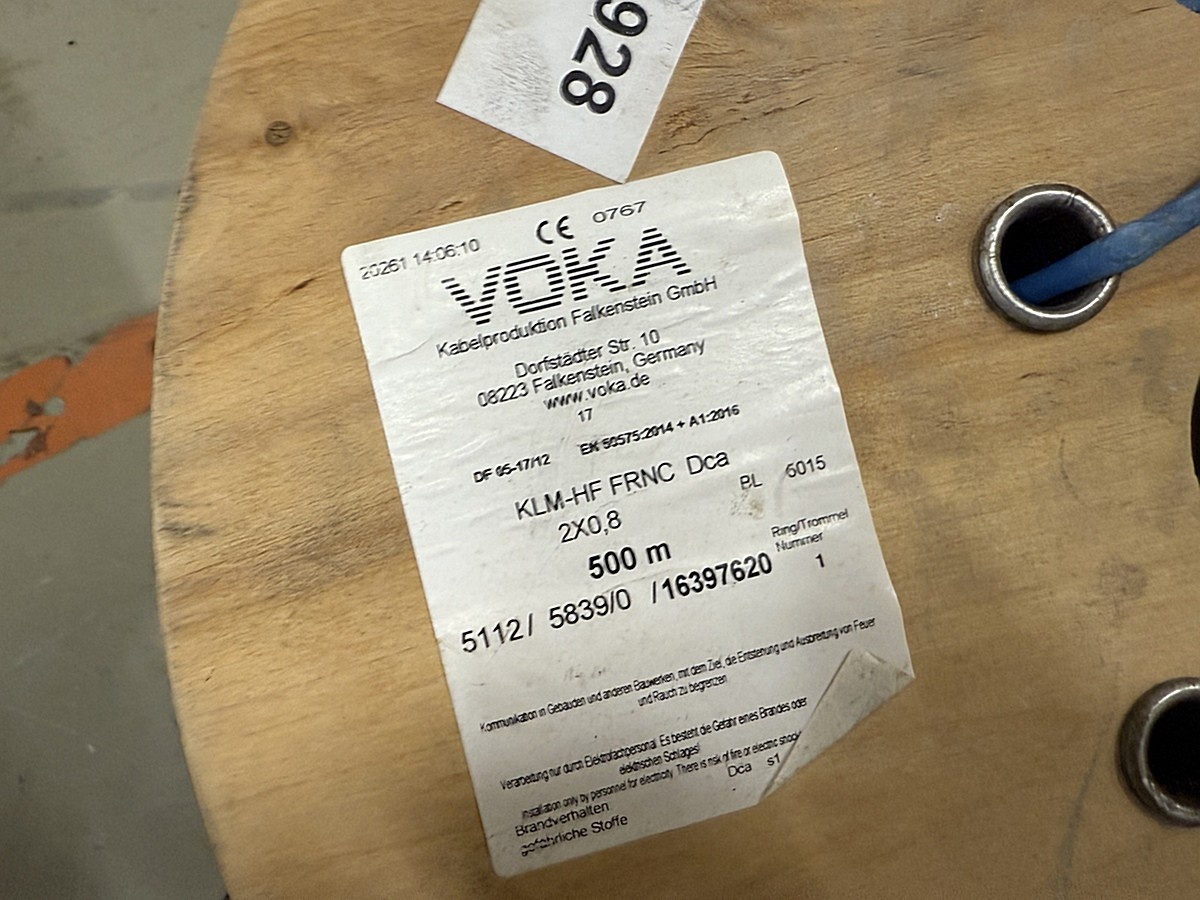 928
20261 14:06:10 CE 0767
VOKA
Kabelproduktion Falkenstein GmbH
Dorfstädter Str. 10
08223 Falkenstein, Germany
www.voka.de
17
DF 05-17/12 EN 50575:2014 + A1:2016
KLM-HF FRNC Dca BL 6015
2X0,8
500 m Ring/Trommel
Nummer
5112/ 5839/0 /16397620 1
Kommunikation in Gebäuden und anderen Bauwerken, mit dem Ziel, die Entstehung und Ausbreitung von Feuer
und Rauch zu begrenzen
Verarbeitung nur durch Elektrofachpersonal. Es besteht die Gefahr eines Brandes oder
elektrischen Schlages!
Installation only by personnel for electricity. There is risk of fire or electric shock
Brandverhalten Dca s1
gefährliche Stoffe